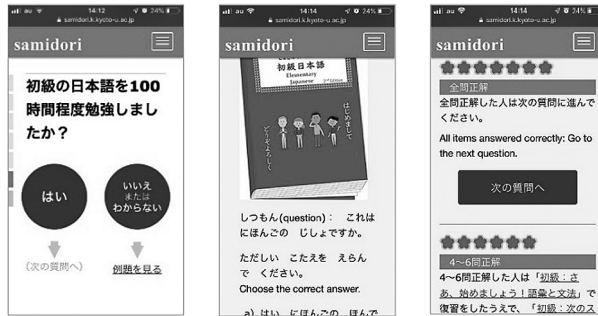 au 14:12 24%
samidori.k.kyoto-u.ac.jp
samidori
初級の日本語を100
時間程度勉強しまし
たか？
はい
いいえ
または
わからない
(次の質問へ)
例題を見る
au 14:14 24%
samidori.k.kyoto-u.ac.jp
samidori
初級日本語
Elementary
Japanese
はじめまして
どうぞよろしく
しつもん(question)： これは
にほんごの じしょですか。
ただしい こたえを えらん
で ください。
Choose the correct answer.
a) はい にほんごの ほんで
au 14:14 24%
samidori.k.kyoto-u.ac.jp
samidori
全問正解
全問正解した人は次の質問に進んで
ください。
All items answered correctly: Go to
the next question.
次の質問へ
4〜6問正解
4〜6問正解した人は「初級：さ
あ、始めましょう！語彙と文法」で
復習をしたうえで、「初級：次のス